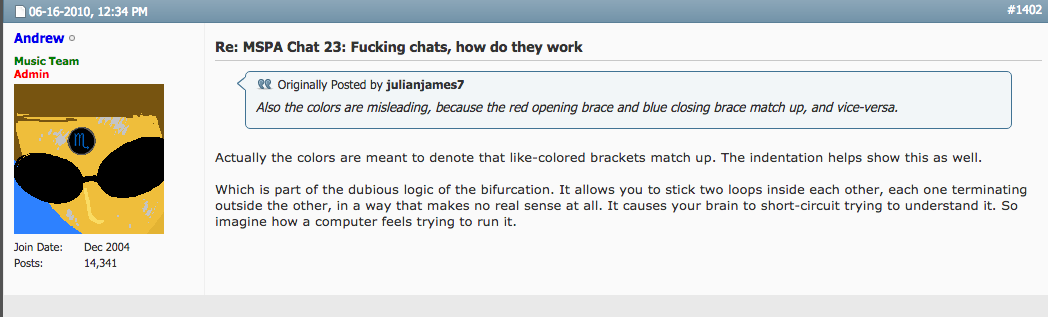 06-16-2010, 12:34 PM #1402
Andrew
Music Team
Admin
Join Date: Dec 2004
Posts: 14,341
Re: MSPA Chat 23: Fucking chats, how do they work
Originally Posted by julianjames7
Also the colors are misleading, because the red opening brace and blue closing brace match up, and vice-versa.
Actually the colors are meant to denote that like-colored brackets match up. The indentation helps show this as well.
Which is part of the dubious logic of the bifurcation. It allows you to stick two loops inside each other, each one terminating
outside the other, in a way that makes no real sense at all. It causes your brain to short-circuit trying to understand it. So
imagine how a computer feels trying to run it.